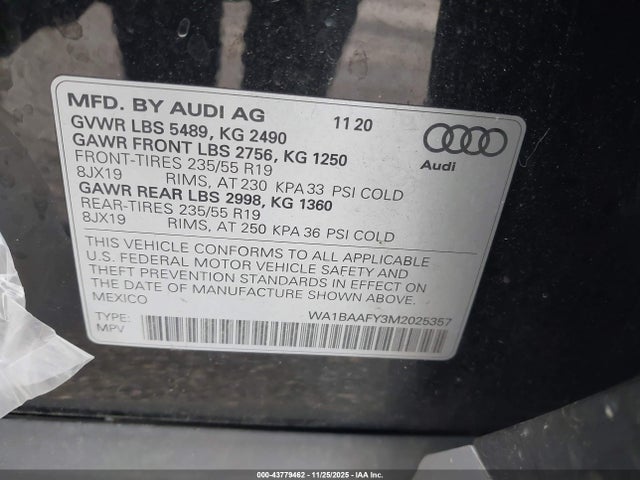 MFD. BY AUDI AG 11 20
GVWR LBS 5489, KG 2490
GAWR FRONT LBS 2756, KG 1250
FRONT-TIRES 235/55 R19
8JX19 RIMS, AT 230 KPA 33 PSI COLD
GAWR REAR LBS 2998, KG 1360
REAR-TIRES 235/55 R19
8JX19 RIMS, AT 250 KPA 36 PSI COLD
Audi
THIS VEHICLE CONFORMS TO ALL APPLICABLE
U.S. FEDERAL MOTOR VEHICLE SAFETY AND
THEFT PREVENTION STANDARDS IN EFFECT ON
THE DATE OF MANUFACTURE SHOWN ABOVE.
MEXICO
WA1BAAFY3M2025357
TYPE:
MPV
000-43779462 - 11/25/2025 - IAA Inc.